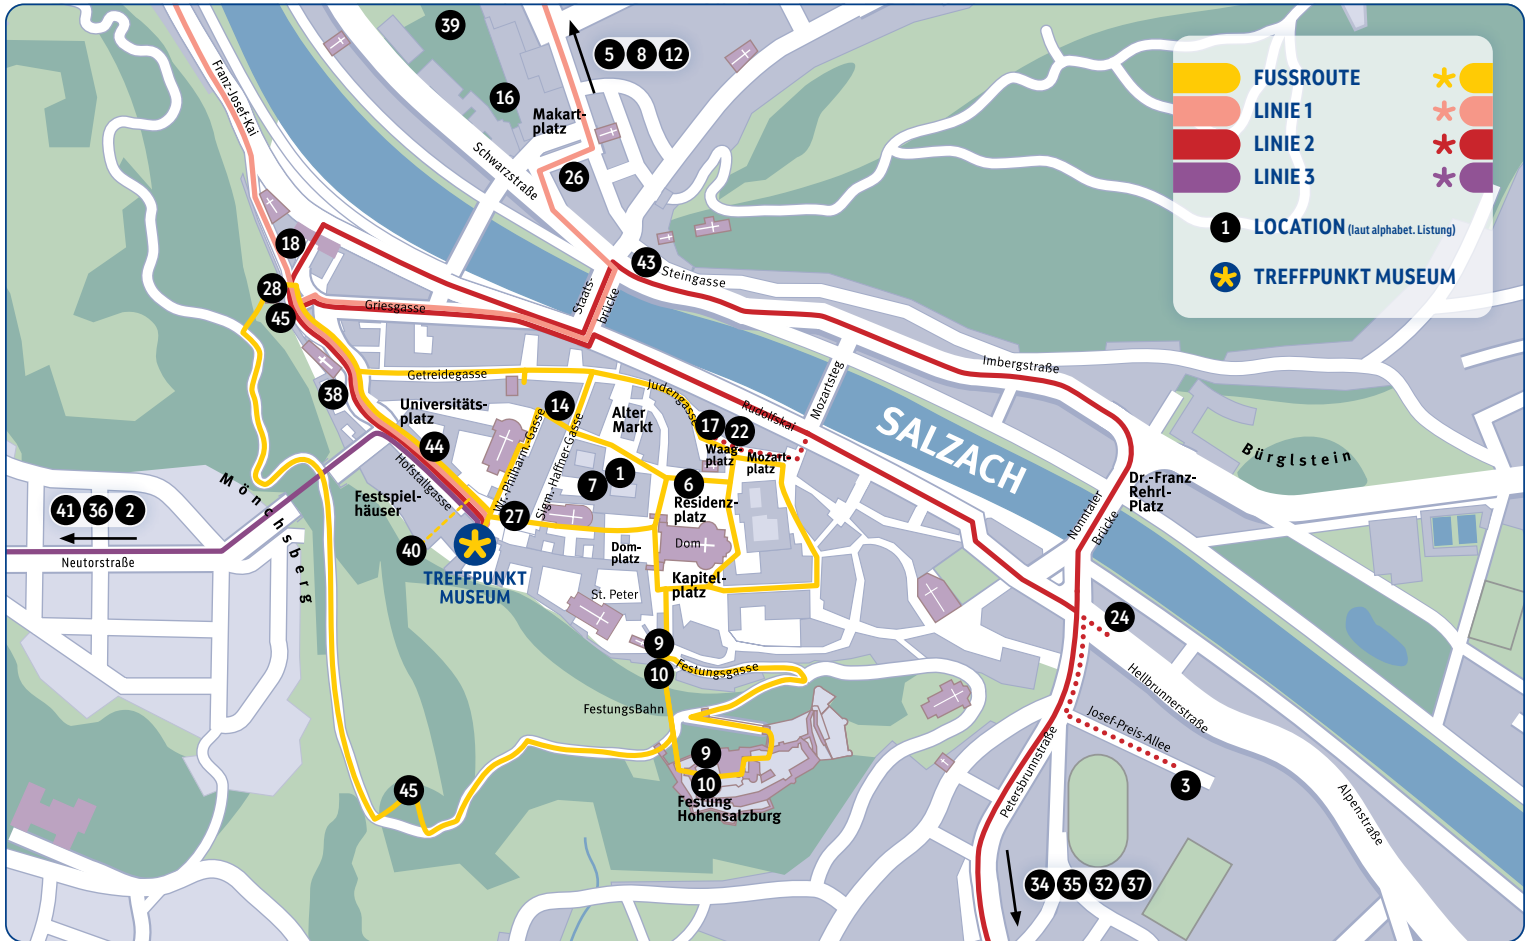 39
5 8 12
16
Makart-
platz
Franz-Josef-Kai
Schwarzstraße
26
FUSSROUTE
LINIE 1
LINIE 2
LINIE 3
1 LOCATION (laut alphabet. Listung)
TREFFPUNKT MUSEUM
18
43
Steingasse
28
45
Staats-
brücke
Griesgasse
Getreidegasse
38
Universitäts-
platz
44
14
Alter
Markt
Judengasse
17
22
Rudolfskai
Mozartsteg
Imbergstraße
SALZACH
Waag-
platz
Mozart-
platz
Bürglstein
Dr.-Franz-
Rehrl-
Platz
Nonntaler
Brücke
Wr.-Philharm.-Gasse
Sigm.-Haffner-Gasse
Hofstallgasse
7
1
6
Residenz-
platz
27
Festspiel-
häuser
40
Mönchsberg
41 36 2
Neutorstraße
TREFFPUNKT
MUSEUM
Dom-
platz
Dom
Kapitel-
platz
St. Peter
9
10
Festungsgasse
FestungsBahn
24
Hellbrunnerstraße
Josef-Preis-Allee
3
Petersbrunnstraße
Alpenstraße
45
9
10
Festung
Hohensalzburg
34 35 32 37